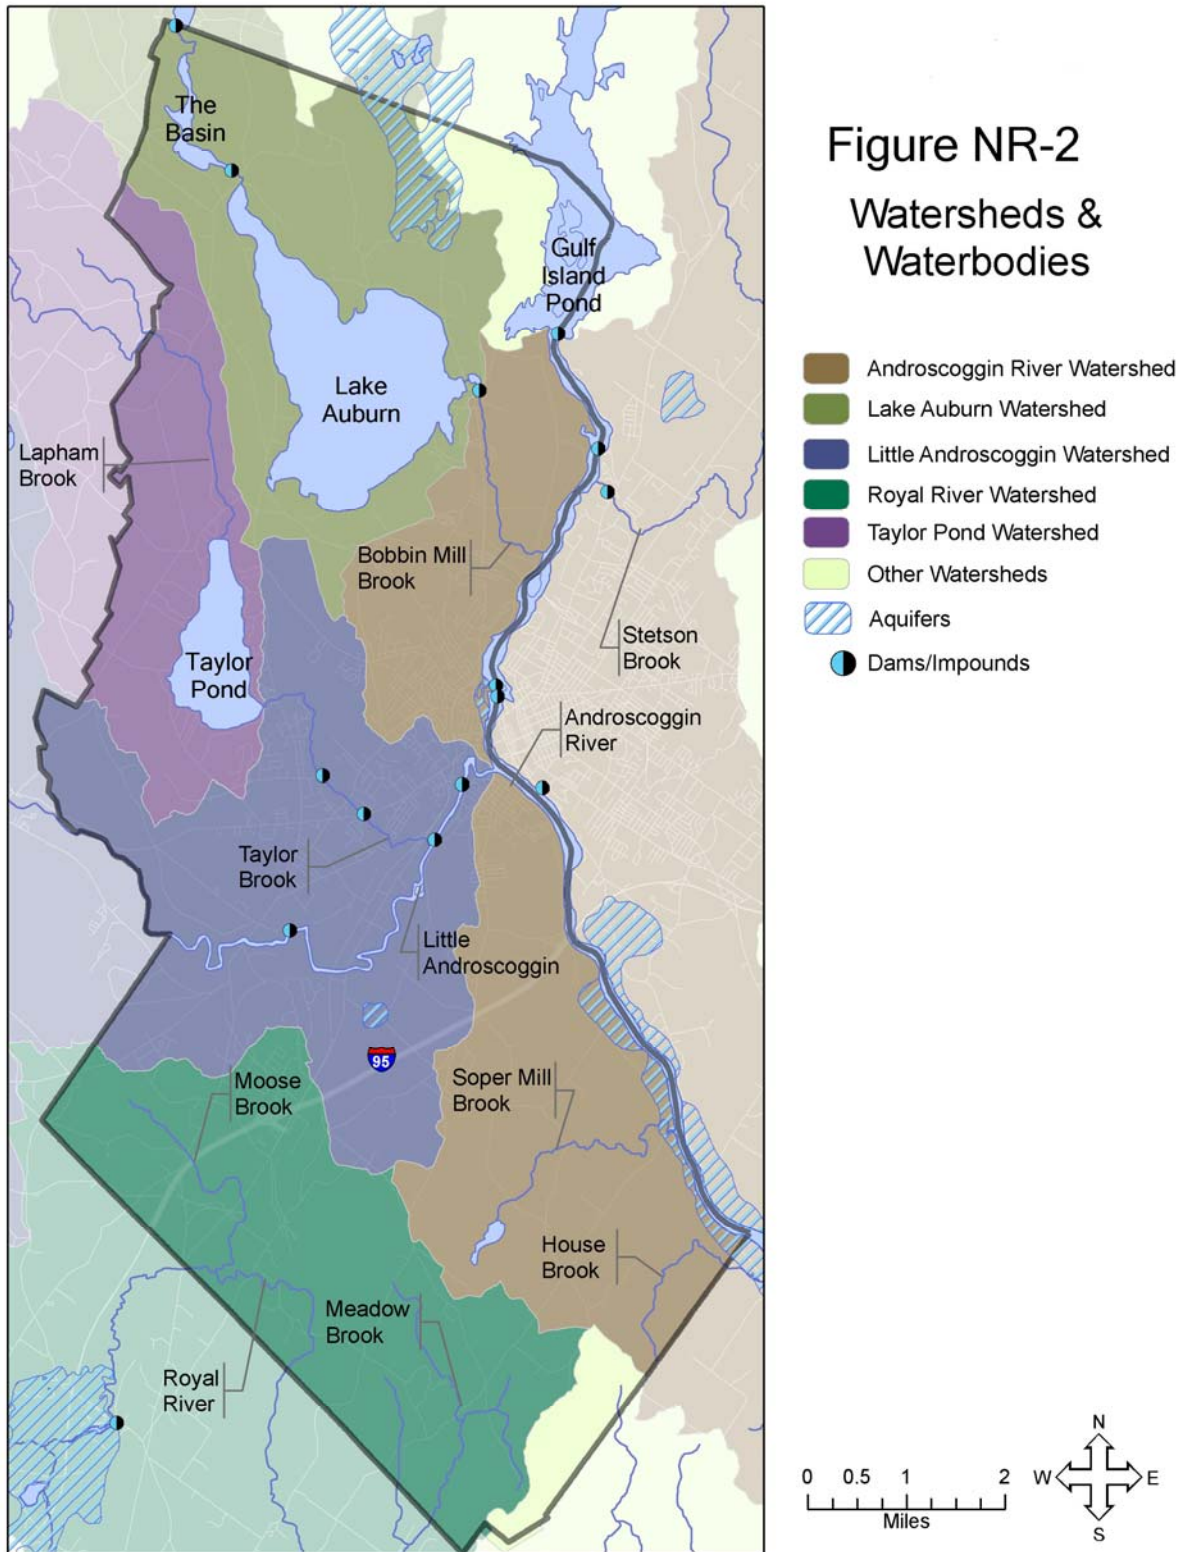 Figure NR-2
Watersheds &
Waterbodies
Androscoggin River Watershed
Lake Auburn Watershed
Little Androscoggin Watershed
Royal River Watershed
Taylor Pond Watershed
Other Watersheds
Aquifers
Dams/Impounds
The
Basin
Gulf
Island
Pond
Lake
Auburn
Lapham
Brook
Bobbin Mill
Brook
Stetson
Brook
Taylor
Pond
Androscoggin
River
Taylor
Brook
Little
Androscoggin
95
Moose
Brook
Soper Mill
Brook
House
Brook
Meadow
Brook
Royal
River
0 0.5 1 2
Miles
N
W E
S